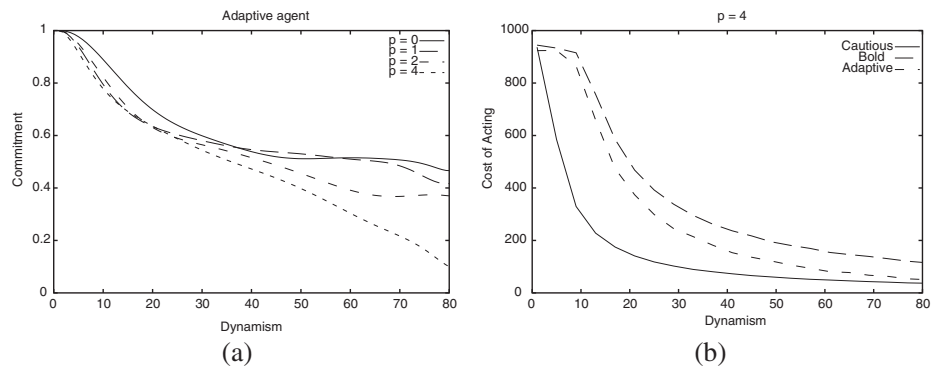 Adaptive agent
1
0.8
0.6
0.4
0.2
0
0 10 20 30 40 50 60 70 80
Commitment
Dynamism
p = 0
p = 1
p = 2
p = 4
(a)
p = 4
1000
800
600
400
200
0
0 10 20 30 40 50 60 70 80
Cost of Acting
Dynamism
Cautious
Bold
Adaptive
(b)